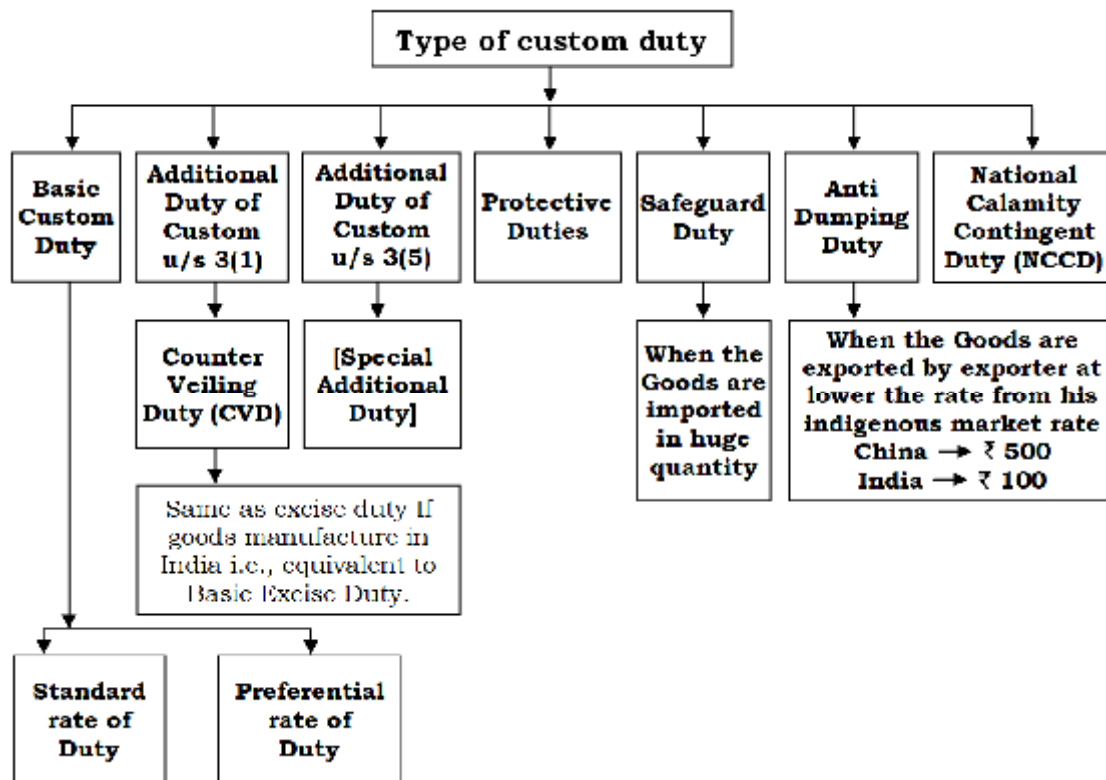 Type of custom duty
Basic
Custom
Duty
Additional
Duty of
Custom
u/s 3(1)
Additional
Duty of
Custom
u/s 3(5)
Protective
Duties
Safeguard
Duty
Anti
Dumping
Duty
National
Calamity
Contingent
Duty (NCCD)
Counter
Veiling
Duty (CVD)
[Special
Additional
Duty]
When the
Goods are
imported
in huge
quantity
When the Goods are
exported by exporter at
lower the rate from his
indigenous market rate
China → ₹ 500
India → ₹ 100
Same as excise duty If
goods manufacture in
India i.e., equivalent to
Basic Excise Duty.
Standard
rate of
Duty
Preferential
rate of
Duty